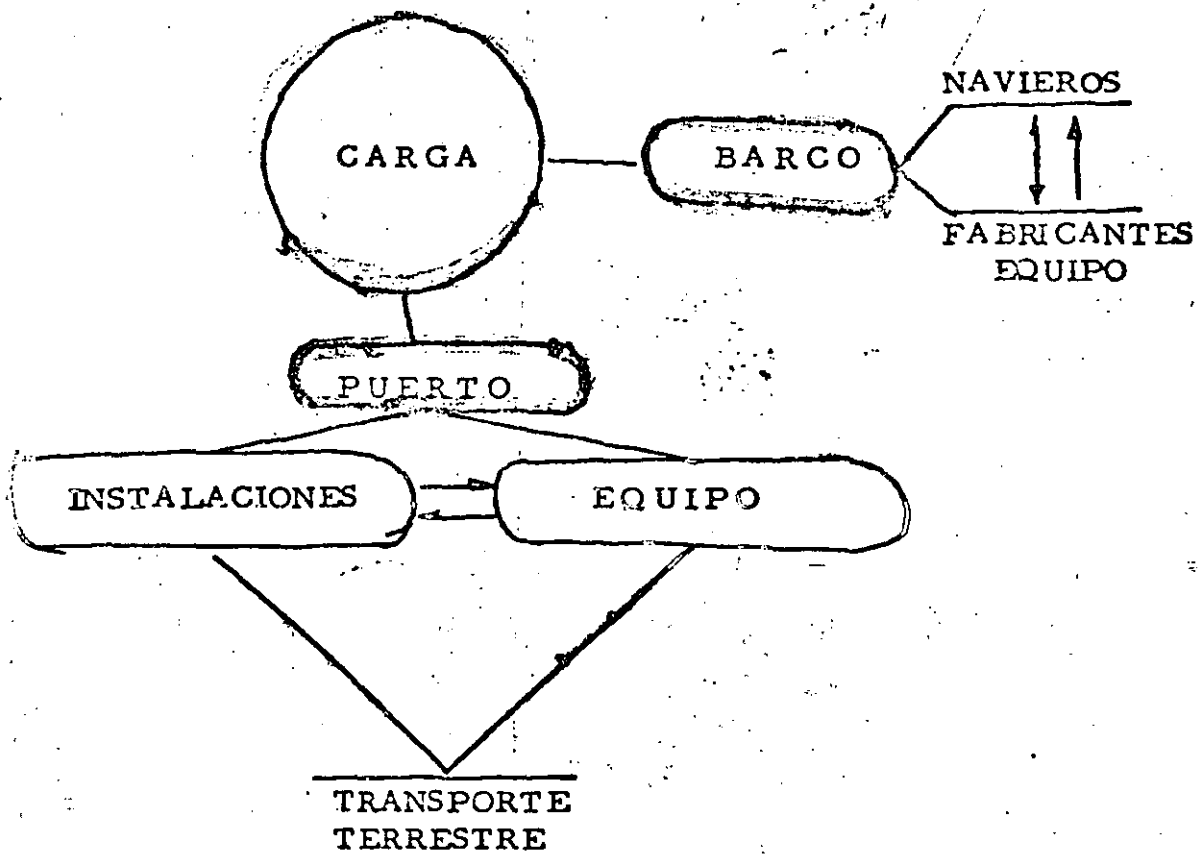 NAVIEROS
CARGA
BARCO
FABRICANTES
EQUIPO
PUERTO
INSTALACIONES
EQUIPO
TRANSPORTE
TERRESTRE